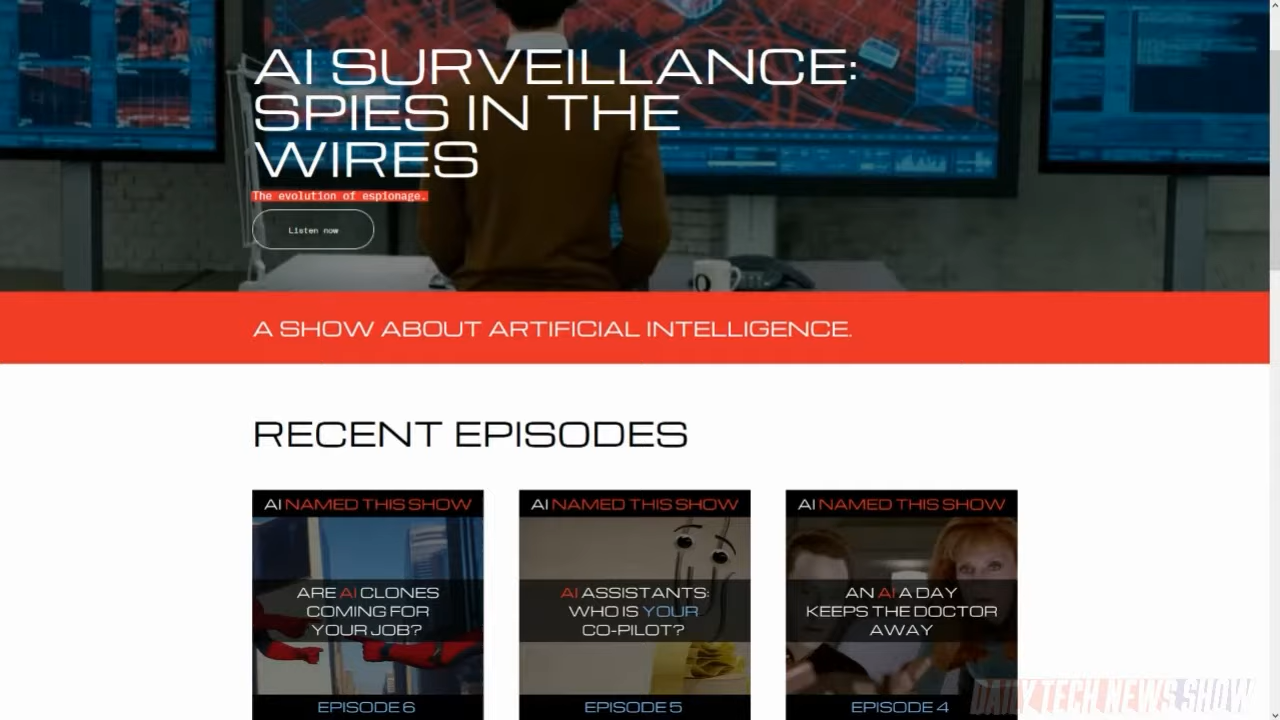 AI SURVEILLANCE:
SPIES IN THE
WIRES
The evolution of espionage.
Listen now
A SHOW ABOUT ARTIFICIAL INTELLIGENCE.
RECENT EPISODES
AI NAMED THIS SHOW
ARE AI CLONES
COMING FOR
YOUR JOB?
EPISODE 6
AI NAMED THIS SHOW
AI ASSISTANTS:
WHO IS YOUR
CO-PILOT?
EPISODE 5
AI NAMED THIS SHOW
AN AI A DAY
KEEPS THE DOCTOR
AWAY
EPISODE 4
DAILY TECH NEWS SHOW